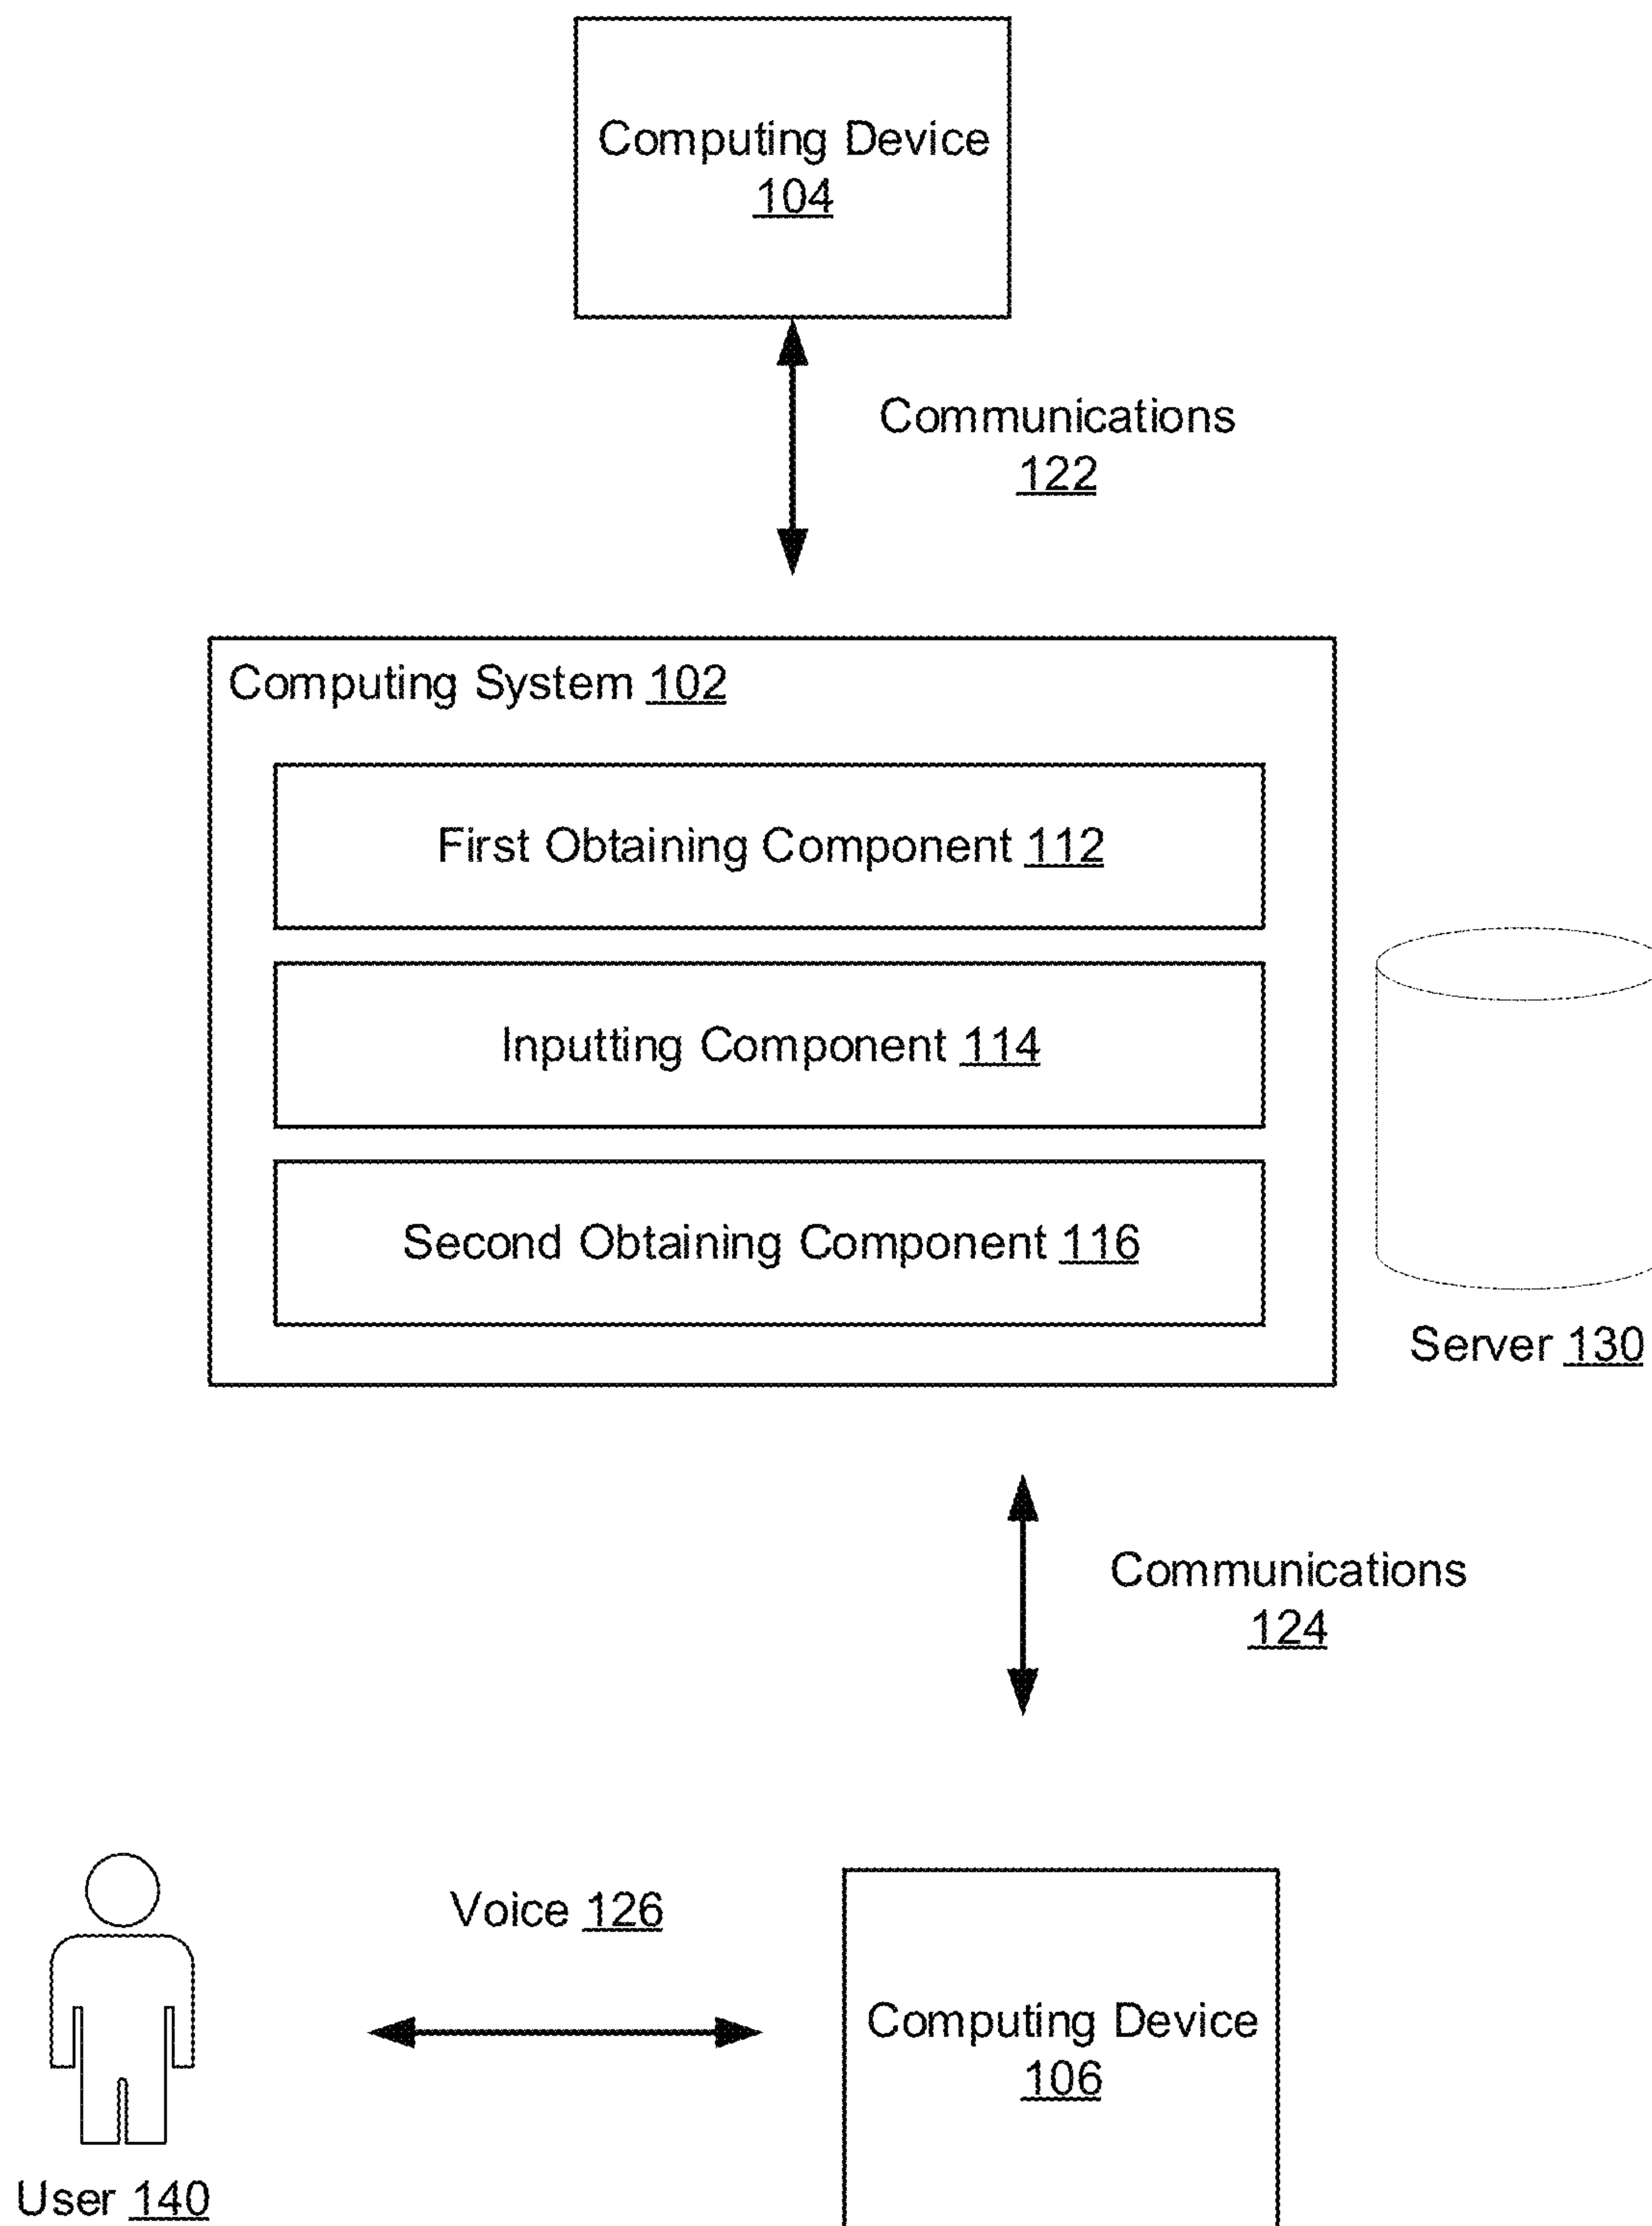 Computing Device
104
Communications
122
Computing System 102
First Obtaining Component 112
Inputting Component 114
Second Obtaining Component 116
Server 130
Communications
124
Voice 126
Computing Device
106
User 140